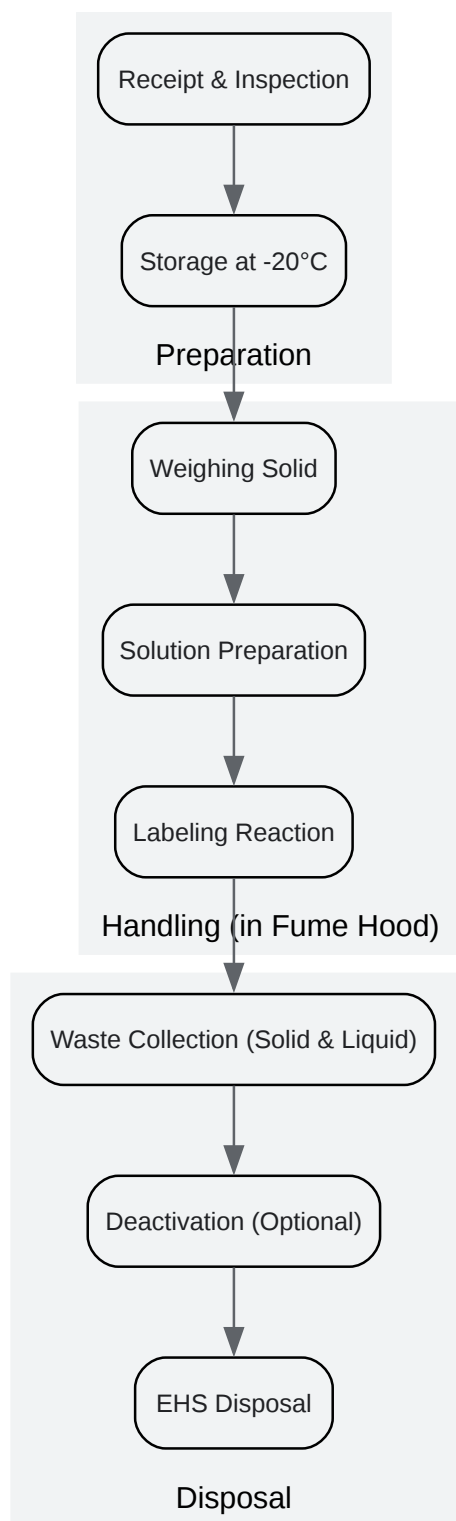 Receipt & Inspection
Storage at -20°C
Preparation
Weighing Solid
Solution Preparation
Labeling Reaction
Handling (in Fume Hood)
Waste Collection (Solid & Liquid)
Deactivation (Optional)
EHS Disposal
Disposal